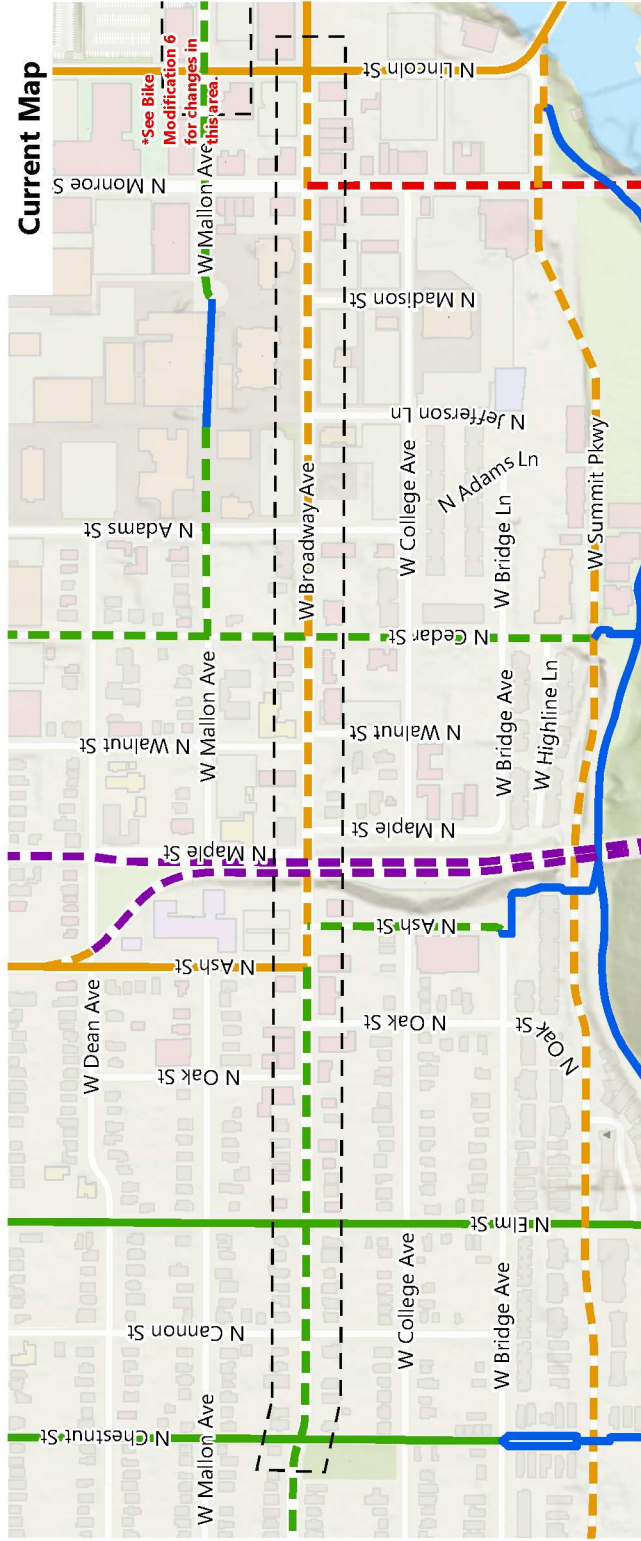 Current Map
*See Bike
Modification 6
for changes in
this area.
N Lincoln St
N Monroe S
W Mallon Ave
N Madison St
N Jefferson Ln
N Adams Ln
W College Ave
W Bridge Ln
W Summit Pkwy
W Broadway Ave
N Adams St
N Cedar St
W Mallon Ave
N Walnut St
N Walnut St
W Bridge Ave
W Highline Ln
N Maple St
N Maple St
N Ash St
N Ash St
W Dean Ave
N Oak St
N Oak St
N Oak St
N Elm St
W College Ave
W Bridge Ave
N Cannon St
N Chestnut St
W Mallon Ave